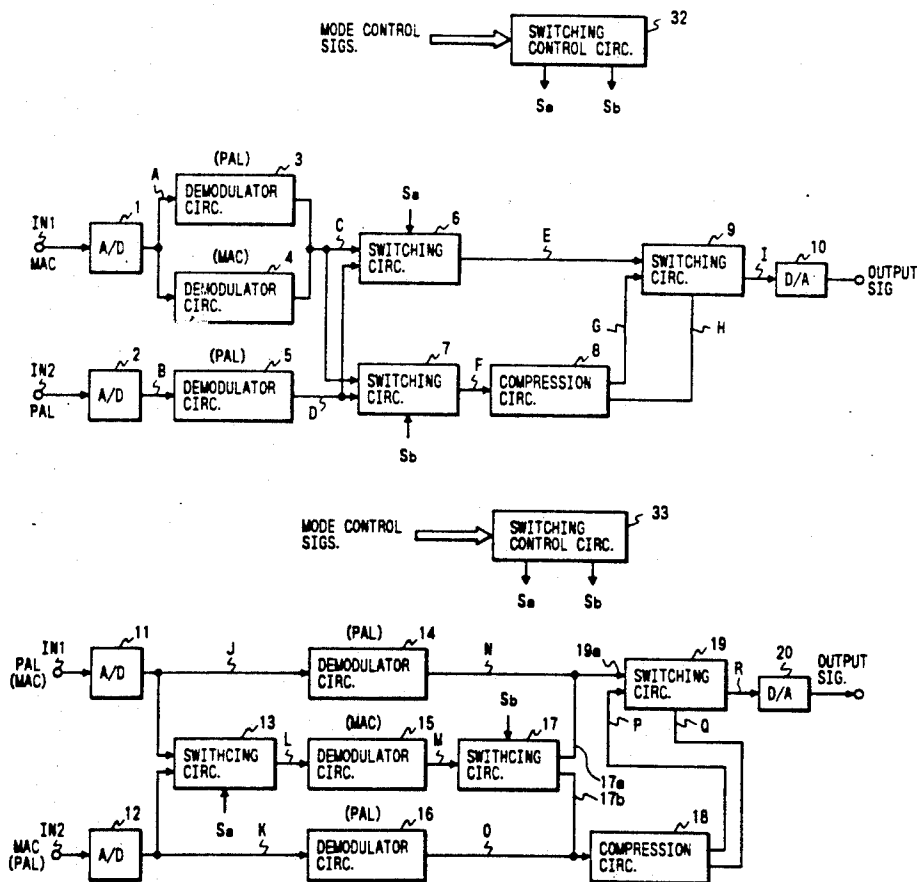 MODE CONTROL
SIGS.
SWITCHING
CONTROL CIRC.
32
Sa
Sb
(PAL)
3
A
DEMODULATOR
CIRC.
IN1
MAC
1
A/D
(MAC)
4
DEMODULATOR
CIRC.
C
Sa
6
SWITCHING
CIRC.
E
9
SWITCHING
CIRC.
I
10
D/A
OUTPUT
SIG
G
H
IN2
PAL
2
A/D
B
(PAL)
5
DEMODULATOR
CIRC.
D
7
SWITCHING
CIRC.
Sb
F
8
COMPRESSION
CIRC.
MODE CONTROL
SIGS.
SWITCHING
CONTROL CIRC.
33
Sa
Sb
IN1
PAL
(MAC)
11
A/D
J
(PAL)
14
DEMODULATOR
CIRC.
N
19a
19
SWITCHING
CIRC.
R
20
D/A
OUTPUT
SIG.
13
SWITHCING
CIRC.
Sa
L
(MAC)
15
DEMODULATOR
CIRC.
M
Sb
17
SWITHCING
CIRC.
17a
17b
P
Q
IN2
MAC
(PAL)
12
A/D
K
(PAL)
16
DEMODULATOR
CIRC.
O
18
COMPRESSION
CIRC.